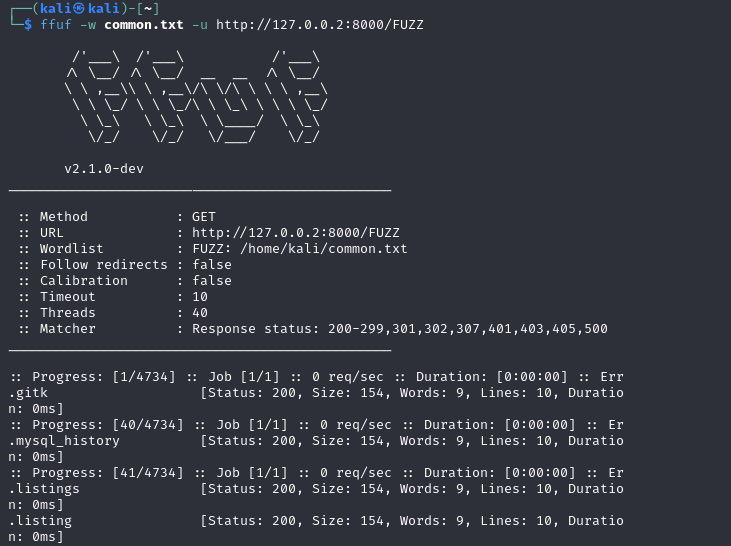 ┌──(kali㉿kali)-[~]
└─$ ffuf -w common.txt -u http://127.0.0.2:8000/FUZZ

        /'___\  /'___\           /'___\
       /\ \__/ /\ \__/  __  __  /\ \__/
       \ \ ,__\\ \ ,__\/\ \/\ \ \ \ ,__\
        \ \ \_/ \ \ \_/\ \ \_\ \ \ \ \_/
         \ \_\   \ \_\  \ \____/  \ \_\
          \/_/    \/_/   \/___/    \/_/

       v2.1.0-dev
________________________________________________

 :: Method           : GET
 :: URL              : http://127.0.0.2:8000/FUZZ
 :: Wordlist         : FUZZ: /home/kali/common.txt
 :: Follow redirects : false
 :: Calibration      : false
 :: Timeout          : 10
 :: Threads          : 40
 :: Matcher          : Response status: 200-299,301,302,307,401,403,405,500
________________________________________________

:: Progress: [1/4734] :: Job [1/1] :: 0 req/sec :: Duration: [0:00:00] :: Err
.gitk                   [Status: 200, Size: 154, Words: 9, Lines: 10, Duratio
n: 0ms]
:: Progress: [40/4734] :: Job [1/1] :: 0 req/sec :: Duration: [0:00:00] :: Er
.mysql_history          [Status: 200, Size: 154, Words: 9, Lines: 10, Duratio
n: 0ms]
:: Progress: [41/4734] :: Job [1/1] :: 0 req/sec :: Duration: [0:00:00] :: Er
.listings               [Status: 200, Size: 154, Words: 9, Lines: 10, Duratio
n: 0ms]
.listing                [Status: 200, Size: 154, Words: 9, Lines: 10, Duratio
n: 0ms]